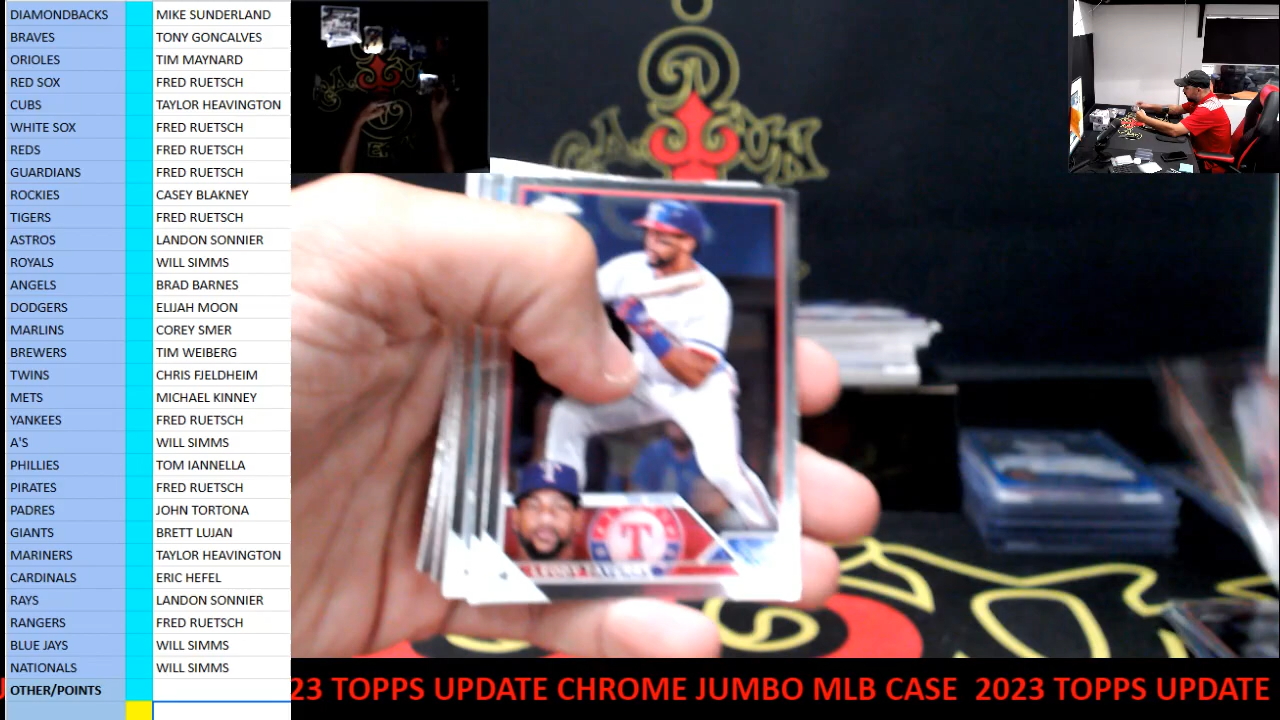 DIAMONDBACKS MIKE SUNDERLAND
BRAVES TONY GONCALVES
ORIOLES TIM MAYNARD
RED SOX FRED RUETSCH
CUBS TAYLOR HEAVINGTON
WHITE SOX FRED RUETSCH
REDS FRED RUETSCH
GUARDIANS FRED RUETSCH
ROCKIES CASEY BLAKNEY
TIGERS FRED RUETSCH
ASTROS LANDON SONNIER
ROYALS WILL SIMMS
ANGELS BRAD BARNES
DODGERS ELIJAH MOON
MARLINS COREY SMER
BREWERS TIM WEIBERG
TWINS CHRIS FJELDHEIM
METS MICHAEL KINNEY
YANKEES FRED RUETSCH
A'S WILL SIMMS
PHILLIES TOM IANNELLA
PIRATES FRED RUETSCH
PADRES JOHN TORTONA
GIANTS BRETT LUJAN
MARINERS TAYLOR HEAVINGTON
CARDINALS ERIC HEFEL
RAYS LANDON SONNIER
RANGERS FRED RUETSCH
BLUE JAYS WILL SIMMS
NATIONALS WILL SIMMS
OTHER/POINTS
T
23 TOPPS UPDATE CHROME JUMBO MLB CASE 2023 TOPPS UPDATE